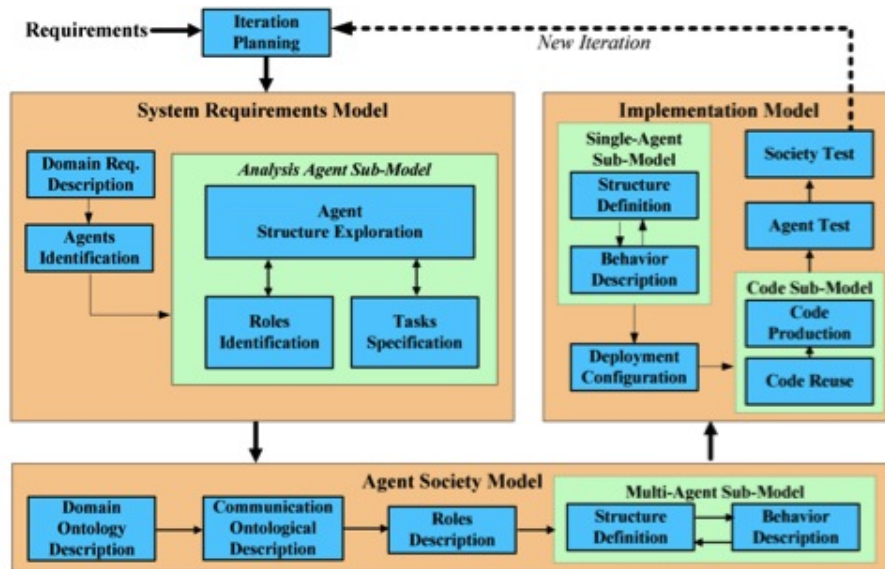 Requirements
Iteration
Planning
New Iteration
System Requirements Model
Domain Req.
Description
Agents
Identification
Analysis Agent Sub-Model
Agent
Structure Exploration
Roles
Identification
Tasks
Specification
Implementation Model
Single-Agent
Sub-Model
Structure
Definition
Behavior
Description
Deployment
Configuration
Society Test
Agent Test
Code Sub-Model
Code
Production
Code Reuse
Agent Society Model
Domain
Ontology
Description
Communication
Ontological
Description
Roles
Description
Multi-Agent Sub-Model
Structure
Definition
Behavior
Description